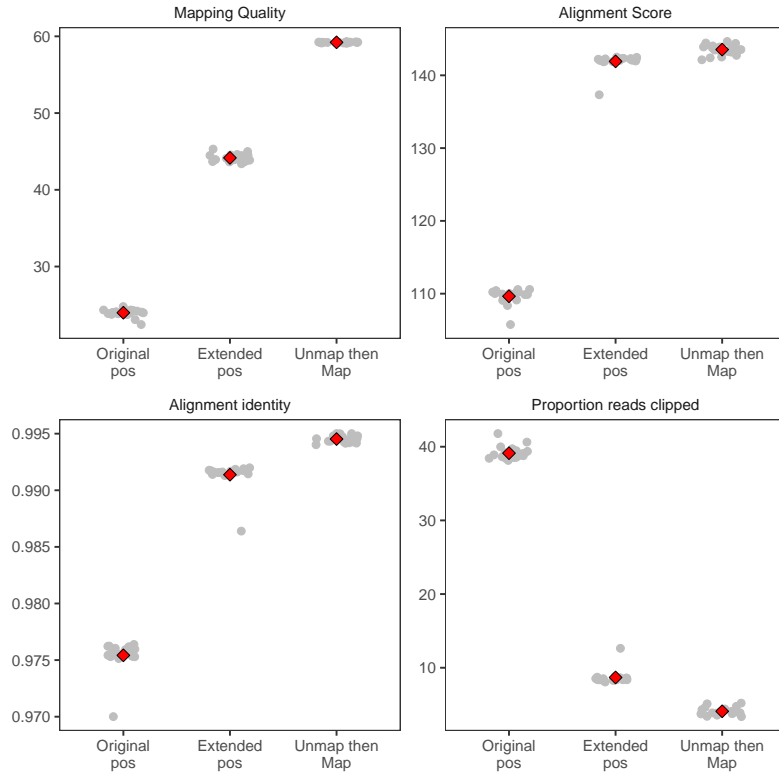 Mapping Quality
60
50
40
30
Original
pos
Extended
pos
Unmap then
Map
Alignment Score
140
130
120
110
Original
pos
Extended
pos
Unmap then
Map
Alignment identity
0.995
0.990
0.985
0.980
0.975
0.970
Original
pos
Extended
pos
Unmap then
Map
Proportion reads clipped
40
30
20
10
Original
pos
Extended
pos
Unmap then
Map